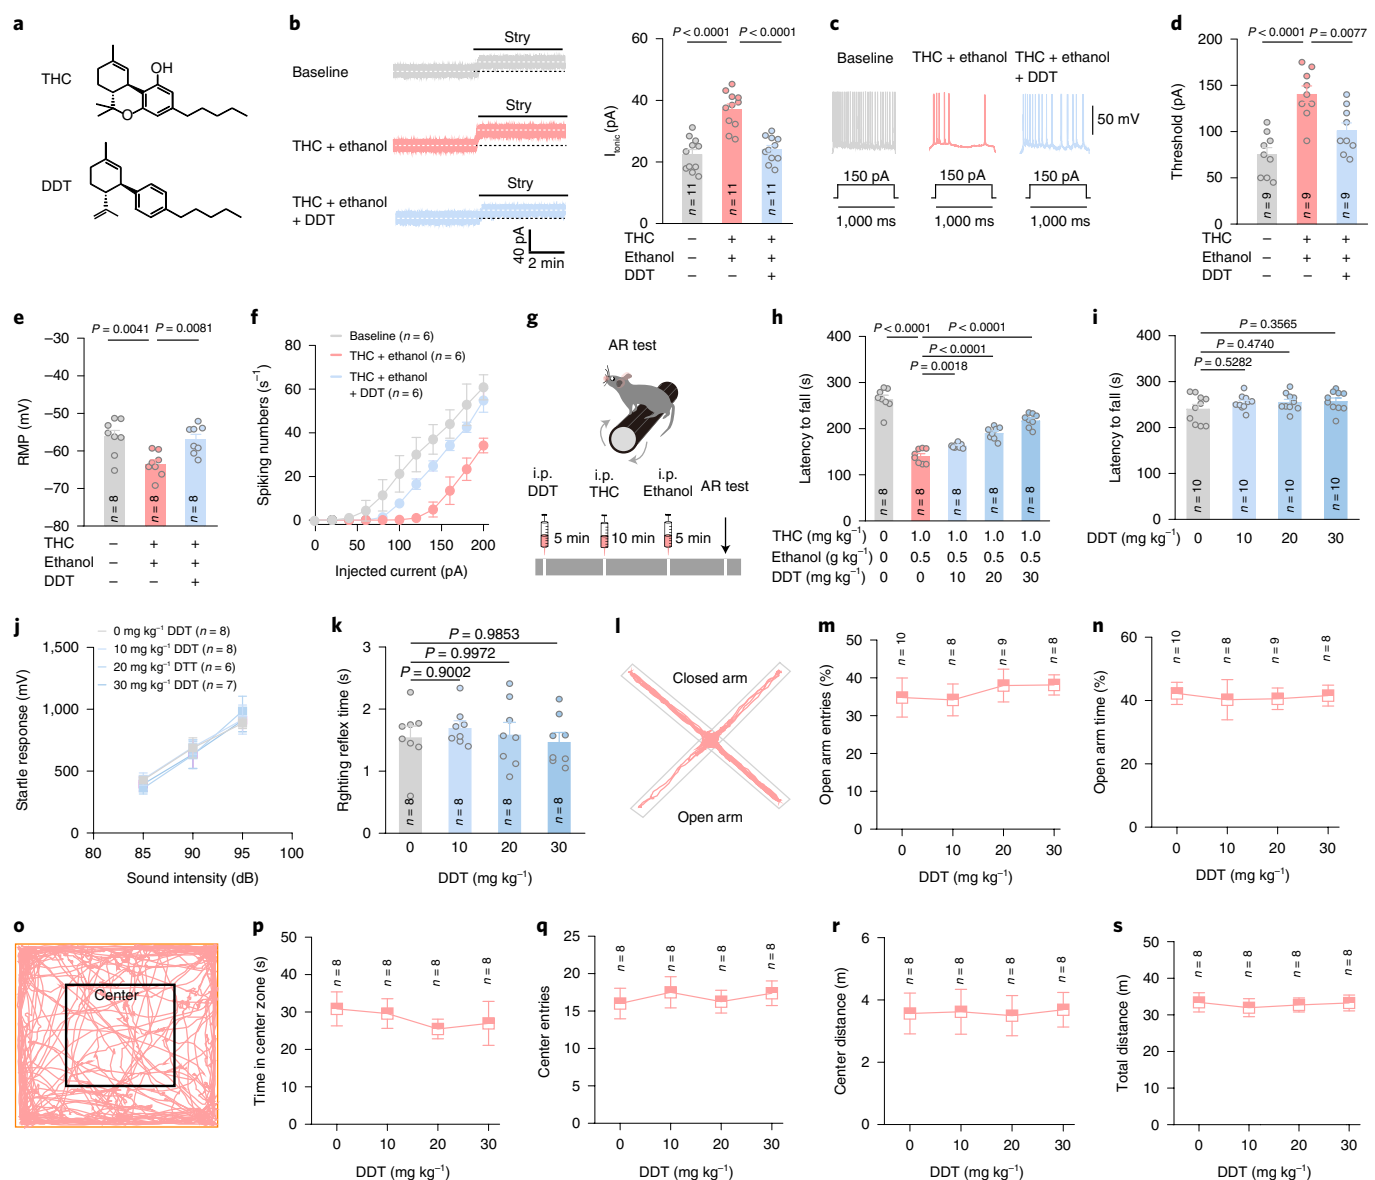 a
THC
OH
O
DDT
b
Stry
Baseline
Stry
THC + ethanol
Stry
THC + ethanol
+ DDT
40 pA
2 min
P < 0.0001 P < 0.0001
60
40
20
0
I tonic (pA)
n = 11 n = 11 n = 11
THC – + +
Ethanol – + +
DDT – – +
c
Baseline THC + ethanol THC + ethanol
+ DDT
50 mV
150 pA 150 pA 150 pA
1,000 ms 1,000 ms 1,000 ms
d
P < 0.0001 P = 0.0077
200
150
100
50
0
Threshold (pA)
n = 9 n = 9 n = 9
THC – + +
Ethanol – + +
DDT – – +
e
P = 0.0041 P = 0.0081
–30
–40
–50
–60
–70
–80
RMP (mV)
n = 8 n = 8 n = 8
THC – + +
Ethanol – + +
DDT – – +
f
Baseline (n = 6)
THC + ethanol (n = 6)
THC + ethanol
+ DDT (n = 6)
80
60
40
20
0
Spiking numbers (s⁻¹)
0 50 100 150 200
Injected current (pA)
g
AR test
i.p. DDT
i.p. THC
i.p. Ethanol
AR test
5 min 10 min 5 min
h
P < 0.0001 P < 0.0001
P < 0.0001
P = 0.0018
400
300
200
100
0
Latency to fall (s)
n = 8 n = 8 n = 8 n = 8 n = 8
THC (mg kg⁻¹) 0 1.0 1.0 1.0 1.0
Ethanol (g kg⁻¹) 0 0.5 0.5 0.5 0.5
DDT (mg kg⁻¹) 0 0 10 20 30
i
P = 0.3565
P = 0.4740
P = 0.5282
400
300
200
100
0
Latency to fall (s)
n = 10 n = 10 n = 10 n = 10
DDT (mg kg⁻¹) 0 10 20 30
j
0 mg kg⁻¹ DDT (n = 8)
10 mg kg⁻¹ DDT (n = 8)
20 mg kg⁻¹ DTT (n = 6)
30 mg kg⁻¹ DDT (n = 7)
1,500
1,000
500
0
Startle response (mV)
80 85 90 95 100
Sound intensity (dB)
k
P = 0.9853
P = 0.9972
P = 0.9002
3
2
1
0
Rghting reflex time (s)
n = 8 n = 8 n = 8 n = 8
0 10 20 30
DDT (mg kg⁻¹)
l
Closed arm
Open arm
m
50
40
30
20
10
0
Open arm entries (%)
n = 10 n = 8 n = 9 n = 8
0 10 20 30
DDT (mg kg⁻¹)
n
60
40
20
0
Open arm time (%)
n = 10 n = 8 n = 9 n = 8
0 10 20 30
DDT (mg kg⁻¹)
o
Center
p
50
40
30
20
10
0
Time in center zone (s)
n = 8 n = 8 n = 8 n = 8
0 10 20 30
DDT (mg kg⁻¹)
q
25
20
15
10
5
0
Center entries
n = 8 n = 8 n = 8 n = 8
0 10 20 30
DDT (mg kg⁻¹)
r
6
4
2
0
Center distance (m)
n = 8 n = 8 n = 8 n = 8
0 10 20 30
DDT (mg kg⁻¹)
s
50
40
30
20
10
0
Total distance (m)
n = 8 n = 8 n = 8 n = 8
0 10 20 30
DDT (mg kg⁻¹)